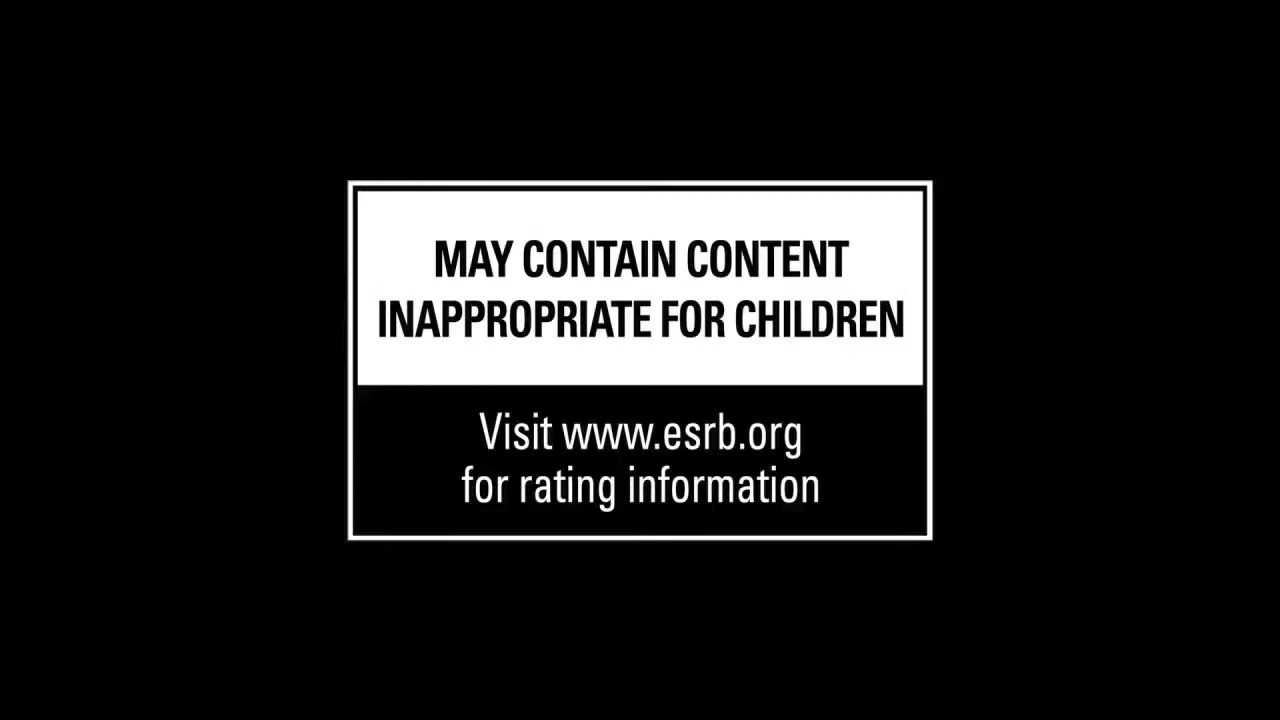 MAY CONTAIN CONTENT
INAPPROPRIATE FOR CHILDREN
Visit www.esrb.org
for rating information